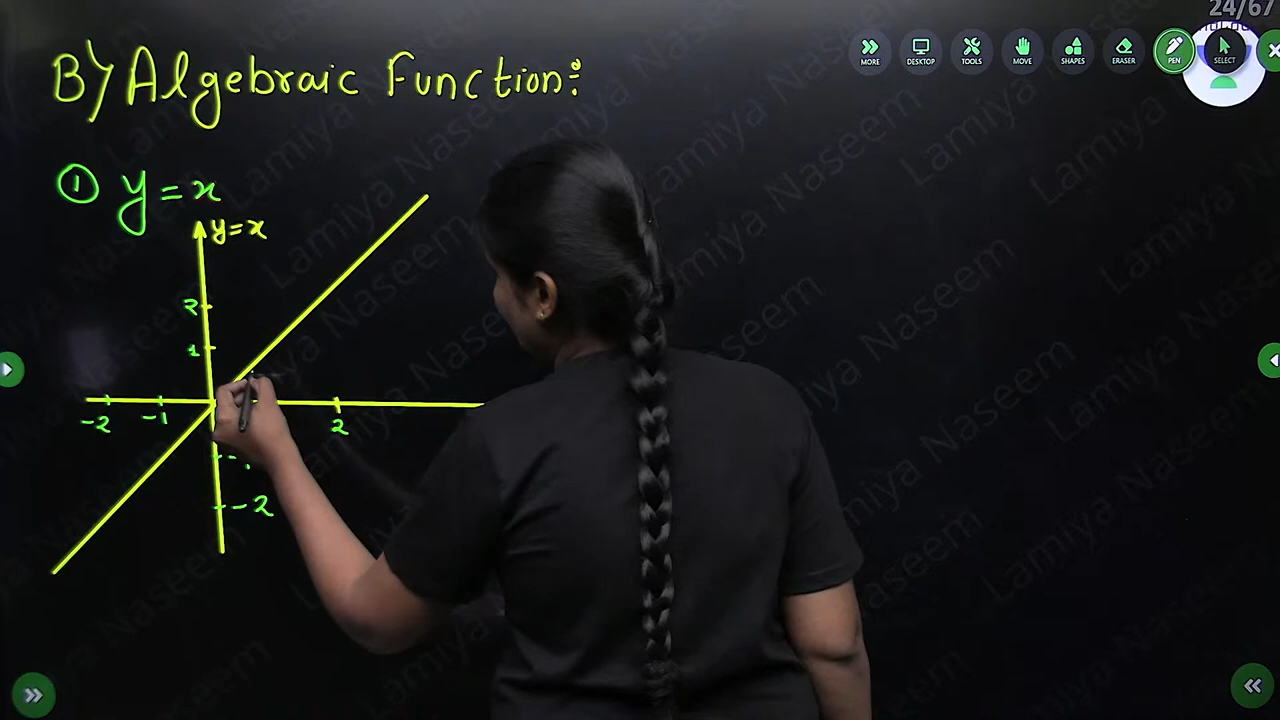 24/67
MORE DESKTOP TOOLS MOVE SHAPES ERASER PEN SELECT
B) Algebraic Function:
① y = x
y = x
2
1
-2 -1 2
-2
Lamiya Naseem